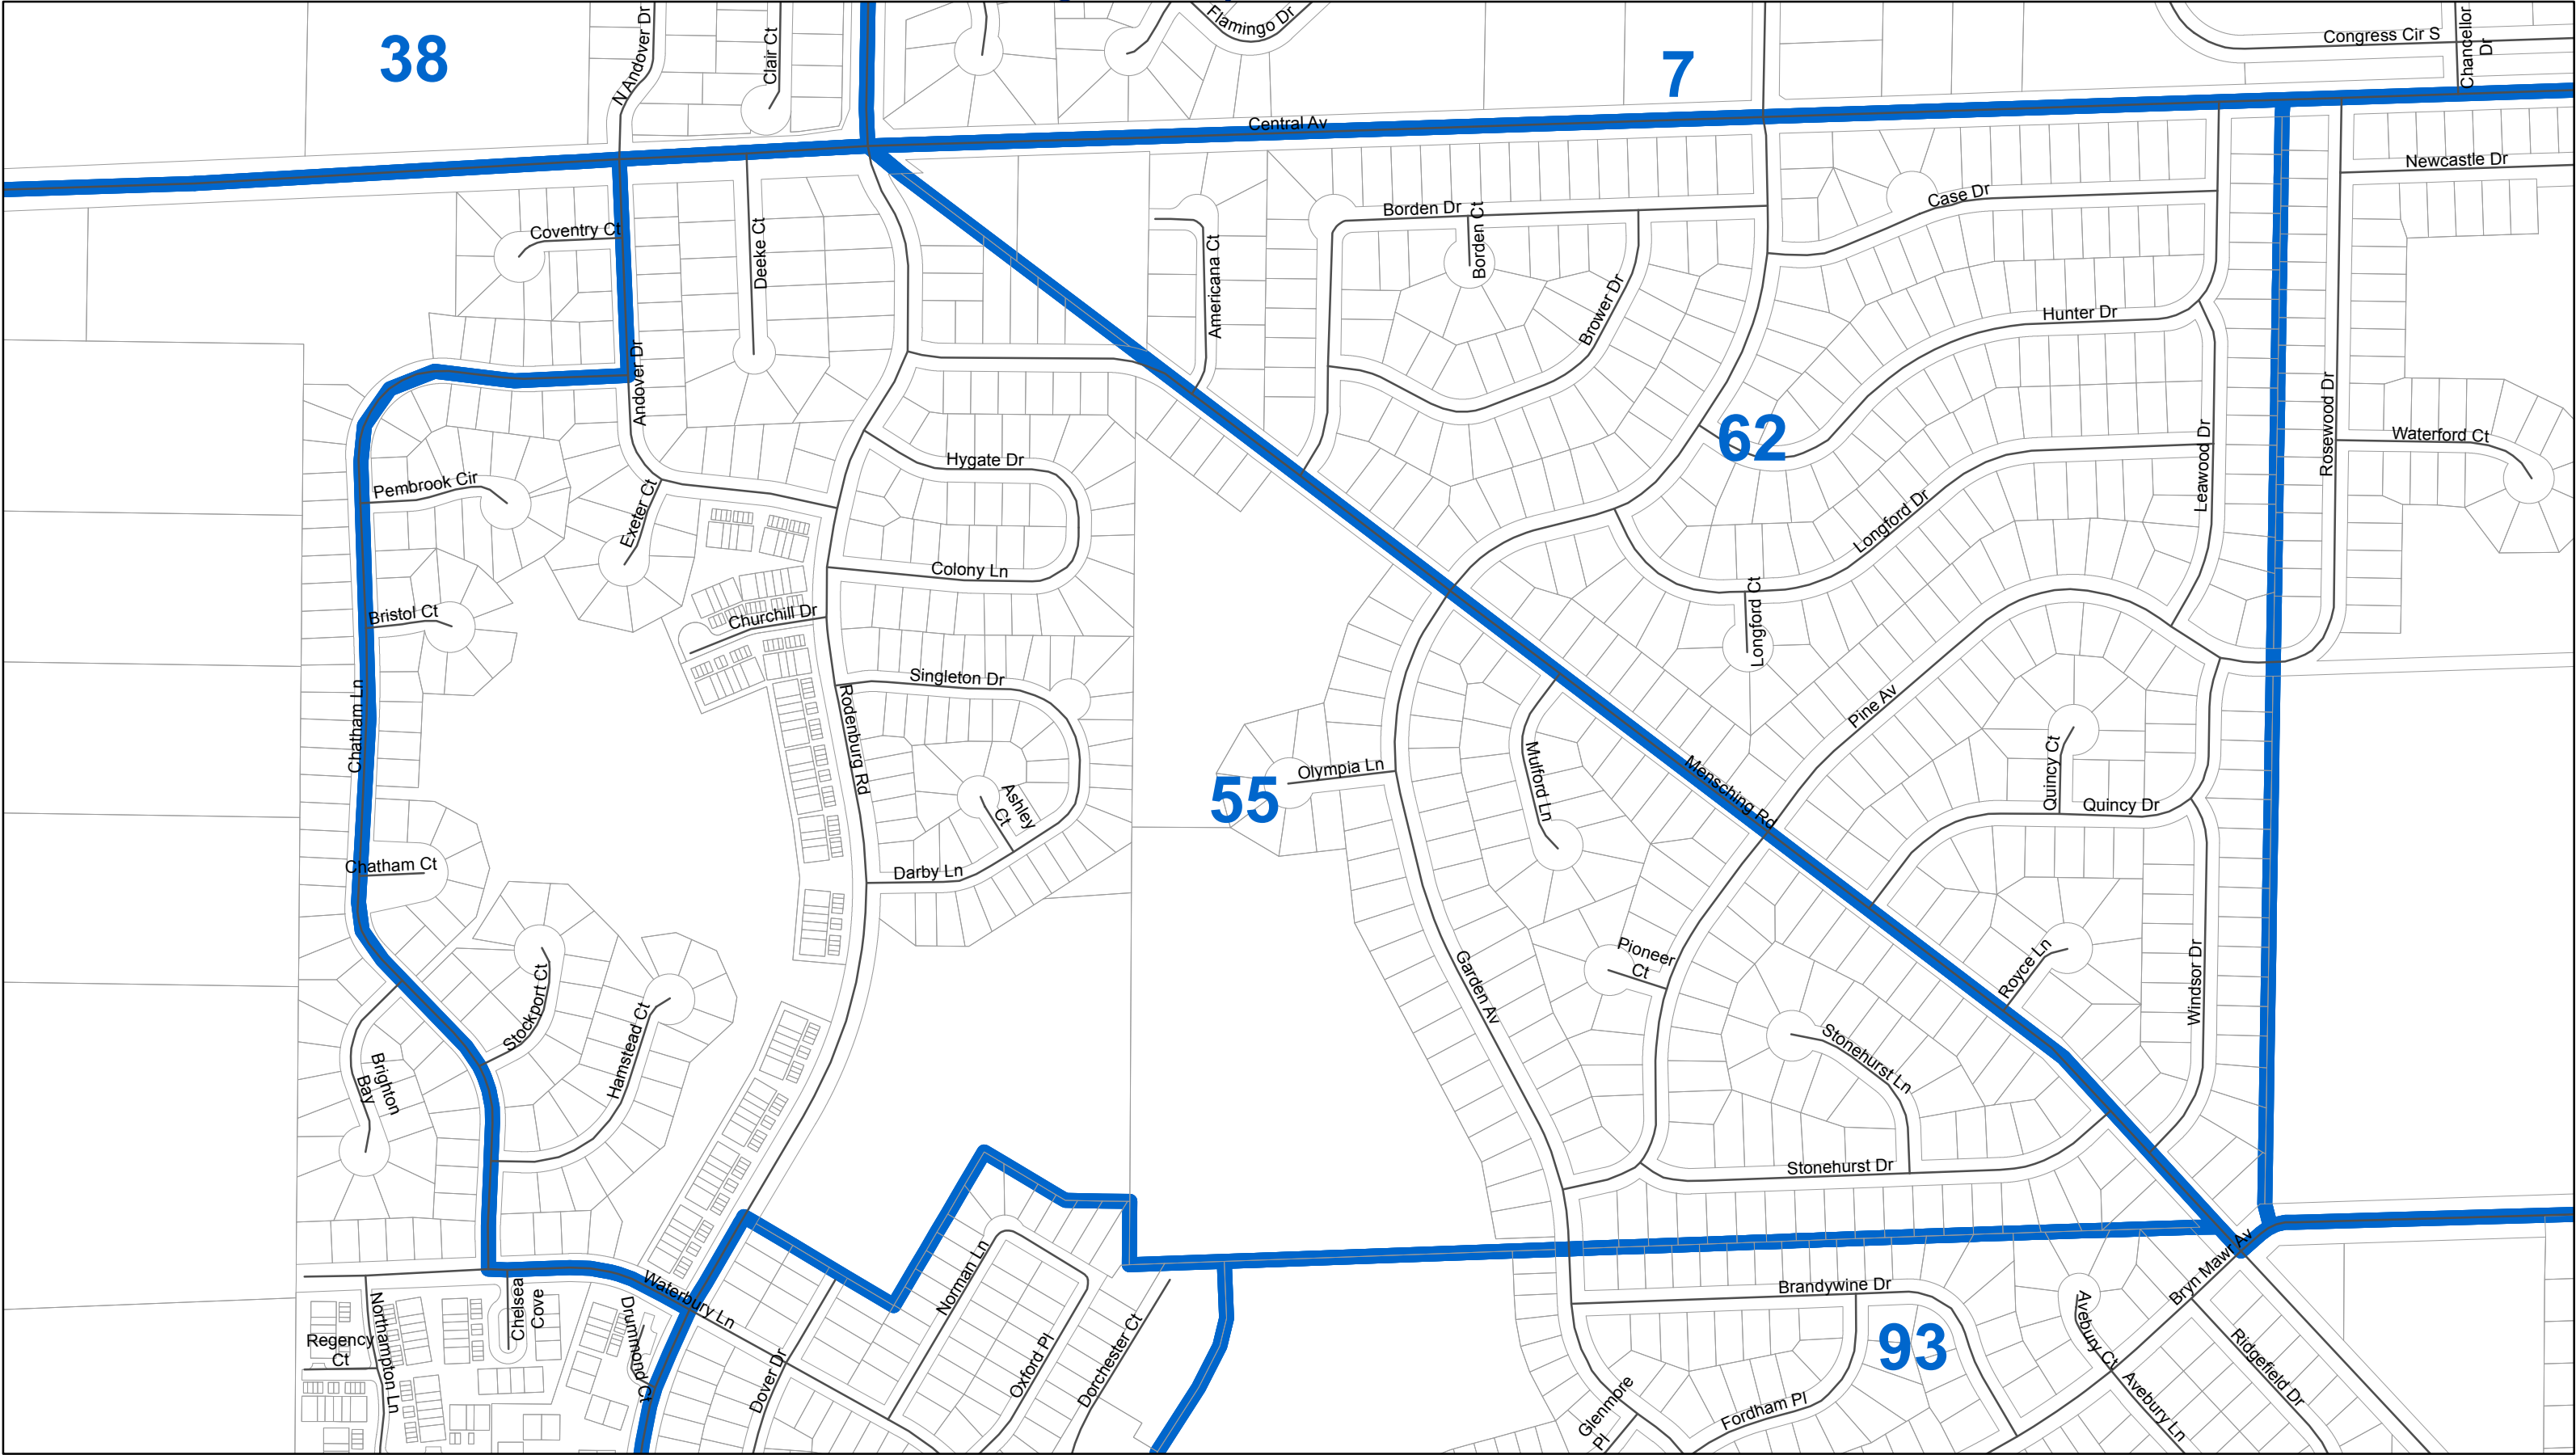 Flamingo Dr
Congress Cir S
Chancellor
Dr
N Andover Dr
Clair Ct
38
7
Central Av
Newcastle Dr
Case Dr
Borden Dr
Borden Ct
Coventry Ct
Deeke Ct
Americana Ct
Brower Dr
Hunter Dr
Andover Dr
Rosewood Dr
Waterford Ct
62
Leawood Dr
Hygate Dr
Pembrook Cir
Exeter Ct
Longford Dr
Colony Ln
Bristol Ct
Churchill Dr
Longford Ct
Singleton Dr
Chatham Ln
Rodenburg Rd
Pine Av
Olympia Ln
Mulford Ln
Mensching Rd
Quincy Ct
Quincy Dr
55
Ashley
Ct
Chatham Ct
Darby Ln
Pioneer
Ct
Garden Av
Royce Ln
Windsor Dr
Stockport Ct
Hamstead Ct
Brighton
Bay
Stonehurst Ln
Stonehurst Dr
Norman Ln
Waterbury Ln
Bryn Mawr Av
Brandywine Dr
Chelsea
Cove
Drummond Ct
Northampton Ln
Regency
Ct
Dover Dr
Oxford Pl
Dorchester Ct
93
Avebury Ct
Ridgefield Dr
Glenmore
Pl
Fordham Pl
Avebury Ln